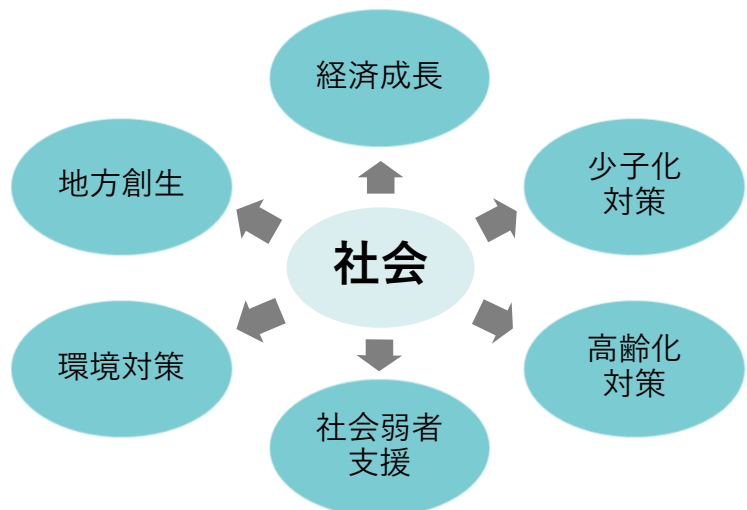 経済成長
地方創生
少子化
対策
社会
環境対策
高齢化
対策
社会弱者
支援